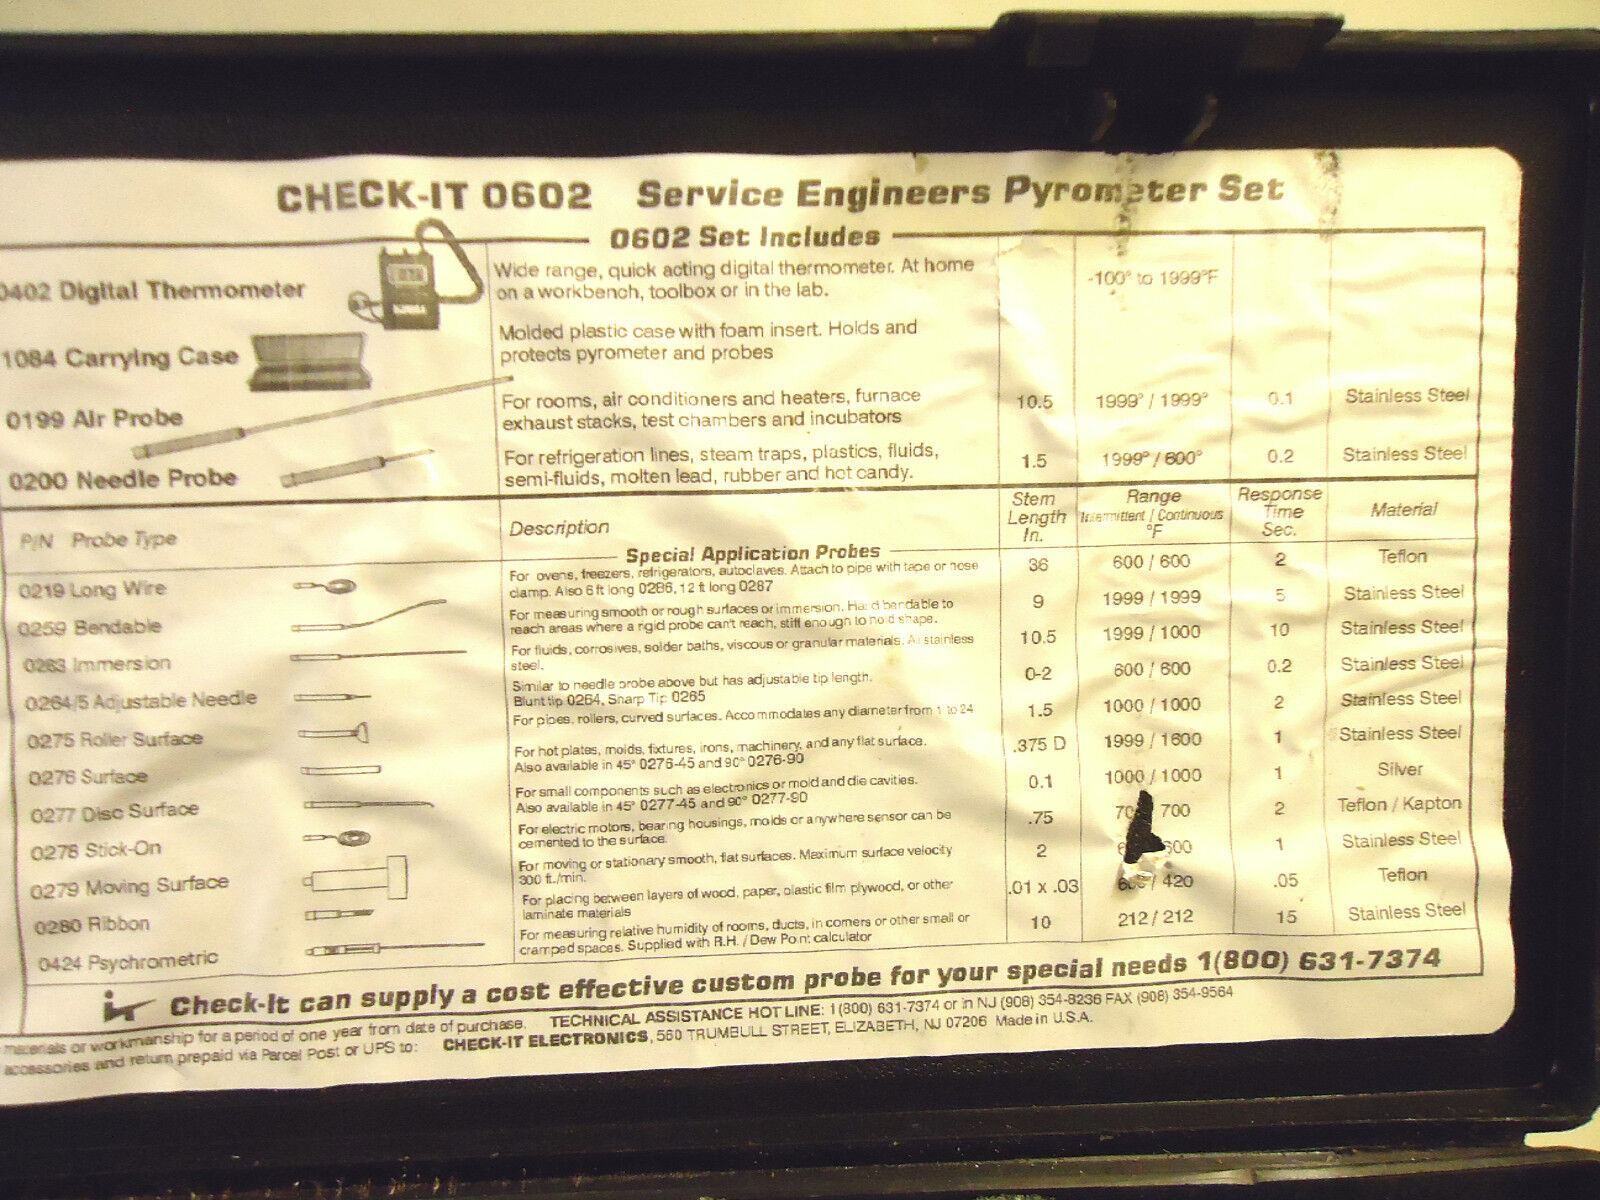 CHECK-IT 0602 Service Engineers Pyrometer Set
0602 Set Includes
0402 Digital Thermometer
Wide range, quick acting digital thermometer. At home
on a workbench, toolbox or in the lab.
-100° to 1999°F
1084 Carrying Case
Molded plastic case with foam insert. Holds and
protects pyrometer and probes
0199 Air Probe
For rooms, air conditioners and heaters, furnace
exhaust stacks, test chambers and incubators
10.5 1999° / 1999° 0.1 Stainless Steel
0200 Needle Probe
For refrigeration lines, steam traps, plastics, fluids,
semi-fluids, molten lead, rubber and hot candy.
1.5 1999° / 600° 0.2 Stainless Steel
P/N Probe Type
Description
Stem
Length
In.
Range
Intermittent / Continuous
°F
Response
Time
Sec.
Material
Special Application Probes
0219 Long Wire
For ovens, freezers, refrigerators, autoclaves. Attach to pipe with tape or hose
clamp. Also 6 ft long 0286, 12 ft long 0287
36 600 / 600 2 Teflon
0259 Bendable
For measuring smooth or rough surfaces or immersion. Hard bendable to
reach areas where a rigid probe can't reach, stiff enough to hold shape.
9 1999 / 1999 5 Stainless Steel
0263 Immersion
For fluids, corrosives, solder baths, viscous or granular materials. All stainless
steel.
10.5 1999 / 1000 10 Stainless Steel
0264/5 Adjustable Needle
Similar to needle probe above but has adjustable tip length.
Blunt tip 0264, Sharp Tip 0265
0-2 600 / 600 0.2 Stainless Steel
0275 Roller Surface
For pipes, rollers, curved surfaces. Accommodates any diameter from 1 to 24
1.5 1000 / 1000 2 Stainless Steel
0276 Surface
For hot plates, molds, fixtures, irons, machinery, and any flat surface.
Also available in 45° 0276-45 and 90° 0276-90
.375 D 1999 / 1600 1 Stainless Steel
0277 Disc Surface
For small components such as electronics or mold and die cavities.
Also available in 45° 0277-45 and 90° 0277-90
0.1 1000 / 1000 1 Silver
0278 Stick-On
For electric motors, bearing housings, molds or anywhere sensor can be
cemented to the surface.
.75 / 700 2 Teflon / Kapton
0279 Moving Surface
For moving or stationary smooth, flat surfaces. Maximum surface velocity
300 ft./min.
2 1 Stainless Steel
0280 Ribbon
For placing between layers of wood, paper, plastic film plywood, or other
laminate materials
.01 x .03 / 420 .05 Teflon
0424 Psychrometric
For measuring relative humidity of rooms, ducts, in corners or other small or
cramped spaces. Supplied with R.H. / Dew Point calculator
10 212 / 212 15 Stainless Steel
Check-It can supply a cost effective custom probe for your special needs 1(800) 631-7374
materials or workmanship for a period of one year from date of purchase. TECHNICAL ASSISTANCE HOT LINE: 1(800) 631-7374 or in NJ (908) 354-8236 FAX (908) 354-9564
accessories and return prepaid via Parcel Post or UPS to: CHECK-IT ELECTRONICS, 560 TRUMBULL STREET, ELIZABETH, NJ 07206 Made in U.S.A.